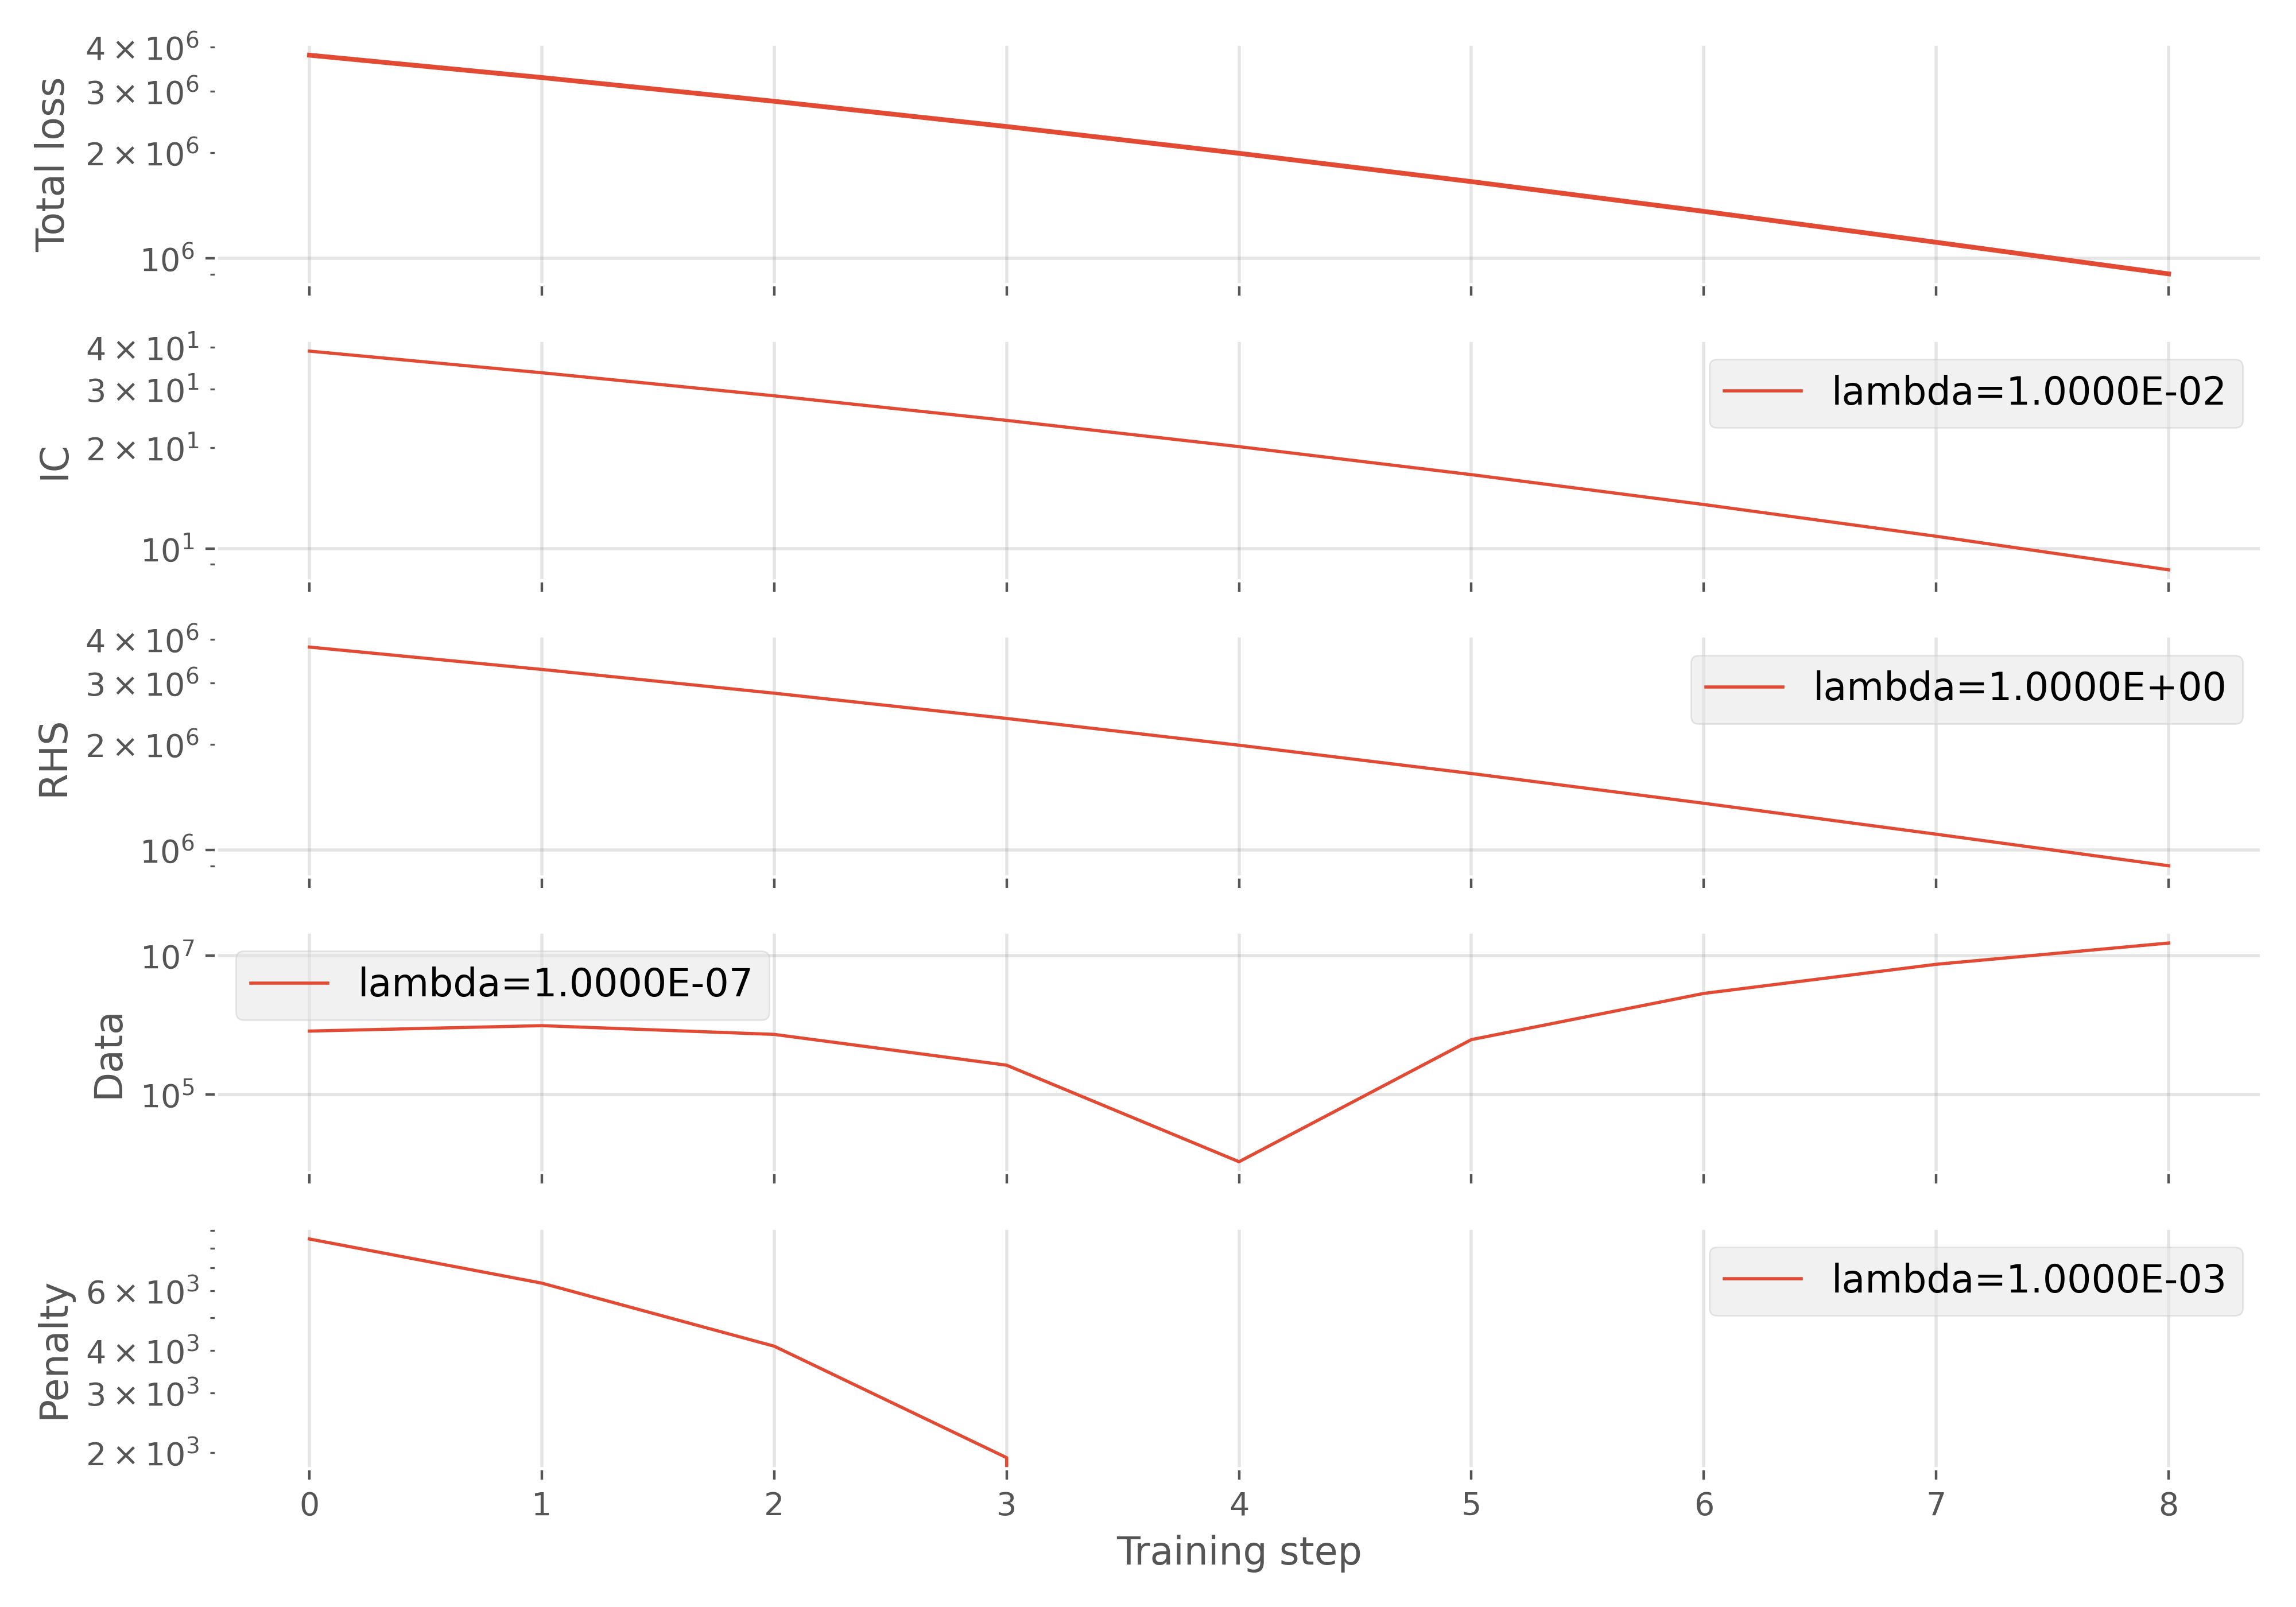 Total loss
4 × 10⁶
3 × 10⁶
2 × 10⁶
10⁶
IC
4 × 10¹
3 × 10¹
2 × 10¹
10¹
lambda=1.0000E-02
RHS
4 × 10⁶
3 × 10⁶
2 × 10⁶
10⁶
lambda=1.0000E+00
Data
10⁷
10⁵
lambda=1.0000E-07
Penalty
6 × 10³
4 × 10³
3 × 10³
2 × 10³
lambda=1.0000E-03
0 1 2 3 4 5 6 7 8
Training step